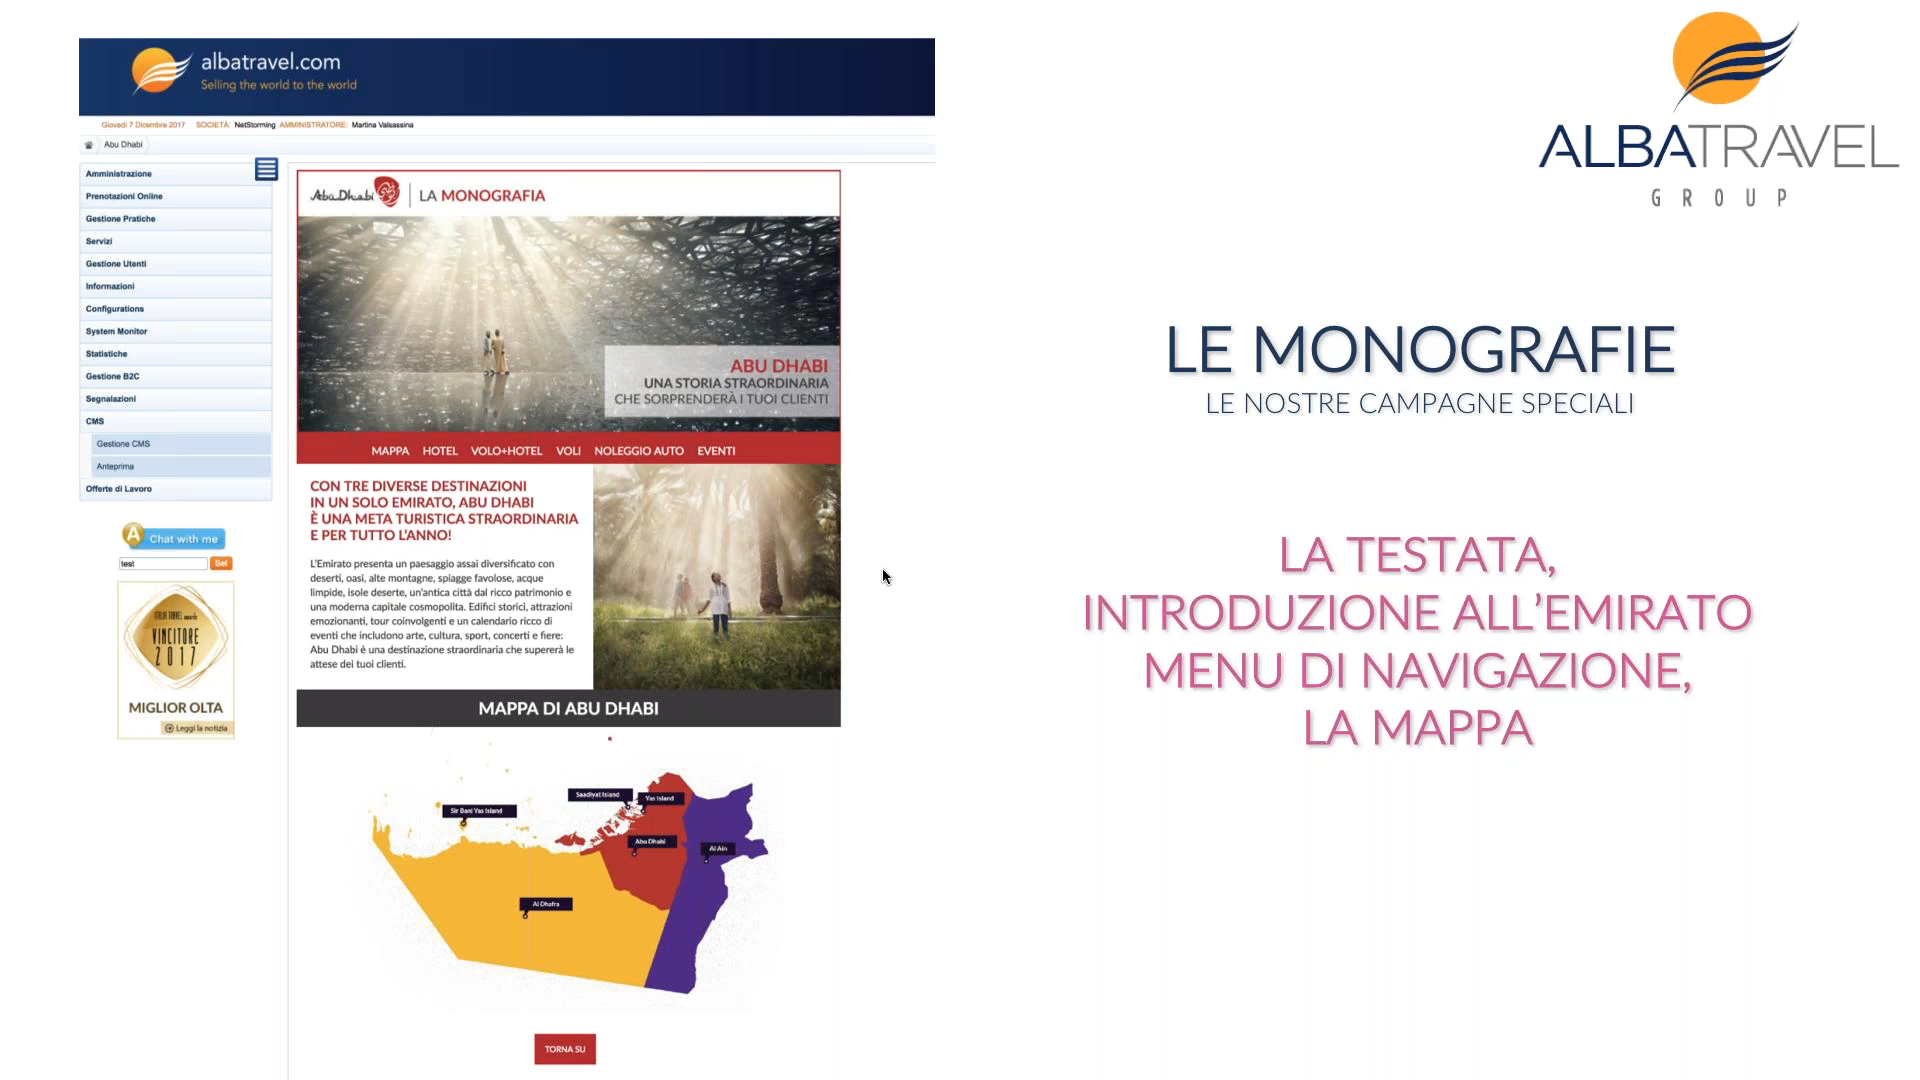 albatravel.com
Selling the world to the world
Giovedì 7 Dicembre 2017 SOCIETÀ: NetStorming AMMINISTRATORE: Martina Valsassina
Abu Dhabi
Amministrazione
Prenotazioni Online
Gestione Pratiche
Servizi
Gestione Utenti
Informazioni
Configurations
System Monitor
Statistiche
Gestione B2C
Segnalazioni
CMS
Gestione CMS
Anteprima
Offerte di Lavoro
A Chat with me
test Set
ITALIA TRAVEL awards
VINCITORE
2017
MIGLIOR OLTA
Leggi la notizia
Abu Dhabi LA MONOGRAFIA
ABU DHABI
UNA STORIA STRAORDINARIA
CHE SORPRENDERÀ I TUOI CLIENTI
MAPPA HOTEL VOLO+HOTEL VOLI NOLEGGIO AUTO EVENTI
CON TRE DIVERSE DESTINAZIONI
IN UN SOLO EMIRATO, ABU DHABI
È UNA META TURISTICA STRAORDINARIA
E PER TUTTO L'ANNO!
L'Emirato presenta un paesaggio assai diversificato con
deserti, oasi, alte montagne, spiagge favolose, acque
limpide, isole deserte, un'antica città dal ricco patrimonio e
una moderna capitale cosmopolita. Edifici storici, attrazioni
emozionanti, tour coinvolgenti e un calendario ricco di
eventi che includono arte, cultura, sport, concerti e fiere:
Abu Dhabi è una destinazione straordinaria che supererà le
attese dei tuoi clienti.
MAPPA DI ABU DHABI
Saadiyat Island
Yas Island
Sir Bani Yas Island
Abu Dhabi
Al Ain
Al Dhafra
TORNA SU
ALBATRAVEL
GROUP
LE MONOGRAFIE
LE NOSTRE CAMPAGNE SPECIALI
LA TESTATA,
INTRODUZIONE ALL'EMIRATO
MENU DI NAVIGAZIONE,
LA MAPPA